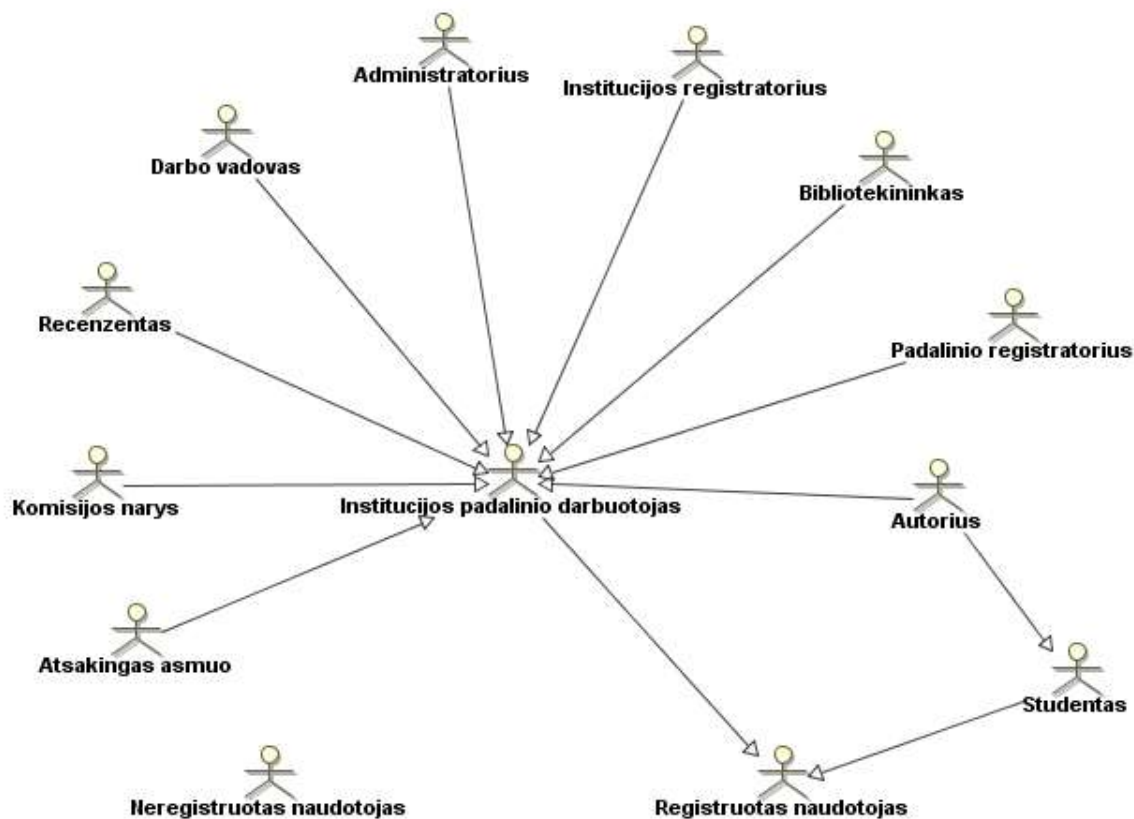 Administratorius
Institucijos registratorius
Darbo vadovas
Bibliotekininkas
Recenzentas
Padalinio registratorius
Komisijos narys
Institucijos padalinio darbuotojas
Autorius
Atsakingas asmuo
Studentas
Neregistruotas naudotojas
Registruotas naudotojas